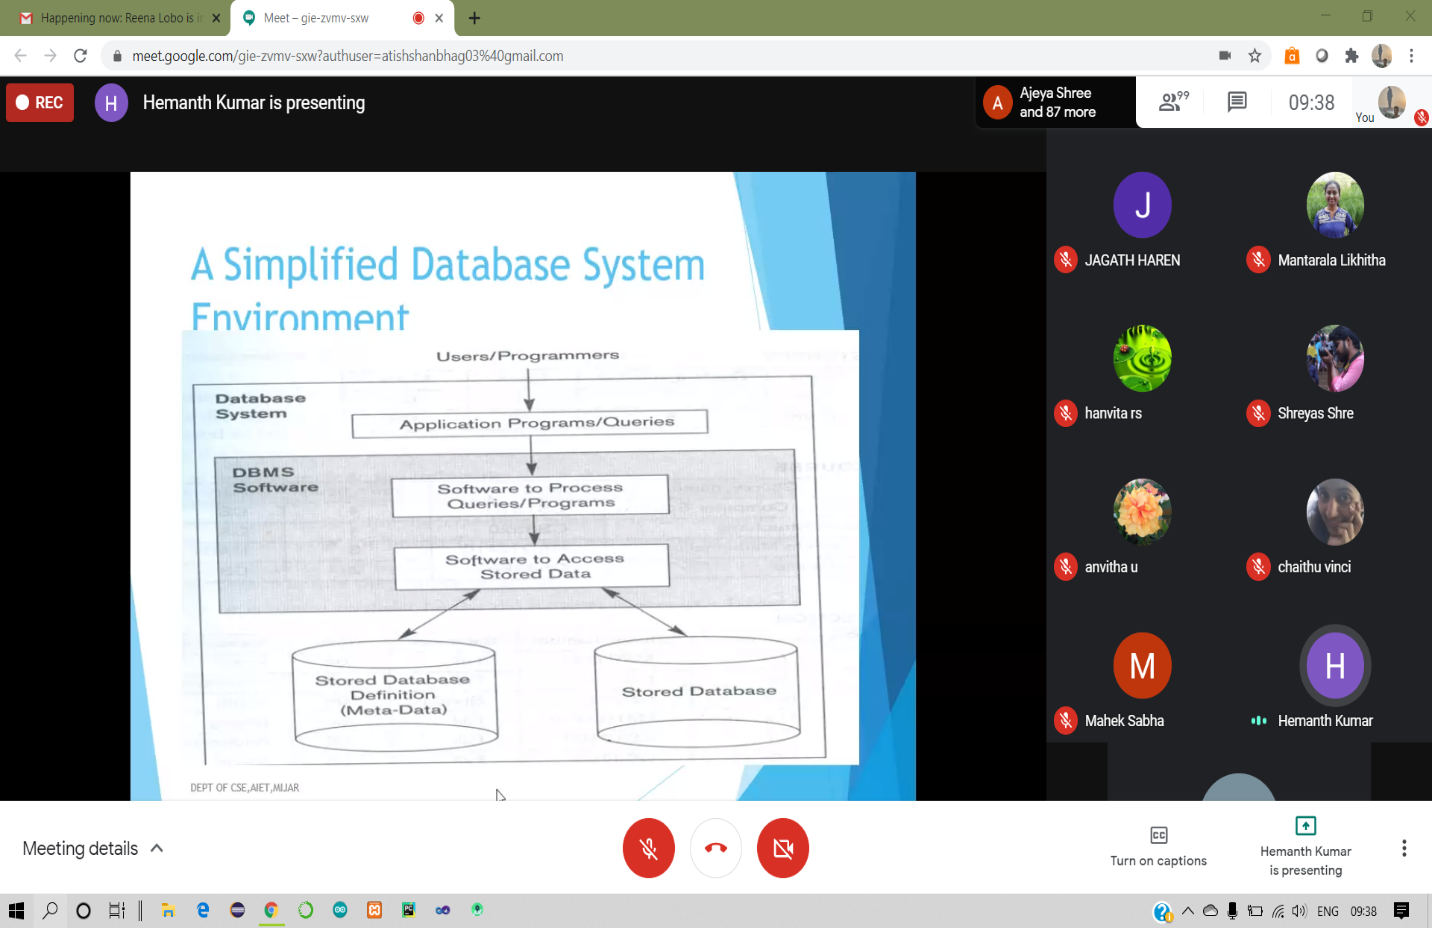 Happening now: Reena Lobo is i
Meet – gie-zvmv-sxw
meet.google.com/gie-zvmv-sxw?authuser=atishshanbhag03%40gmail.com
REC
H
Hemanth Kumar is presenting
A
Ajeya Shree
and 87 more
99
09:38
You
A Simplified Database System
Environment
Users/Programmers
Database
System
Application Programs/Queries
DBMS
Software
Software to Process
Queries/Programs
Software to Access
Stored Data
Stored Database
Definition
(Meta-Data)
Stored Database
DEPT OF CSE,AIET,MIJAR
J
JAGATH HAREN
Mantarala Likhitha
hanvita rs
Shreyas Shre
anvitha u
chaithu vinci
M
Mahek Sabha
H
Hemanth Kumar
Meeting details
CC
Turn on captions
Hemanth Kumar
is presenting
ENG
09:38